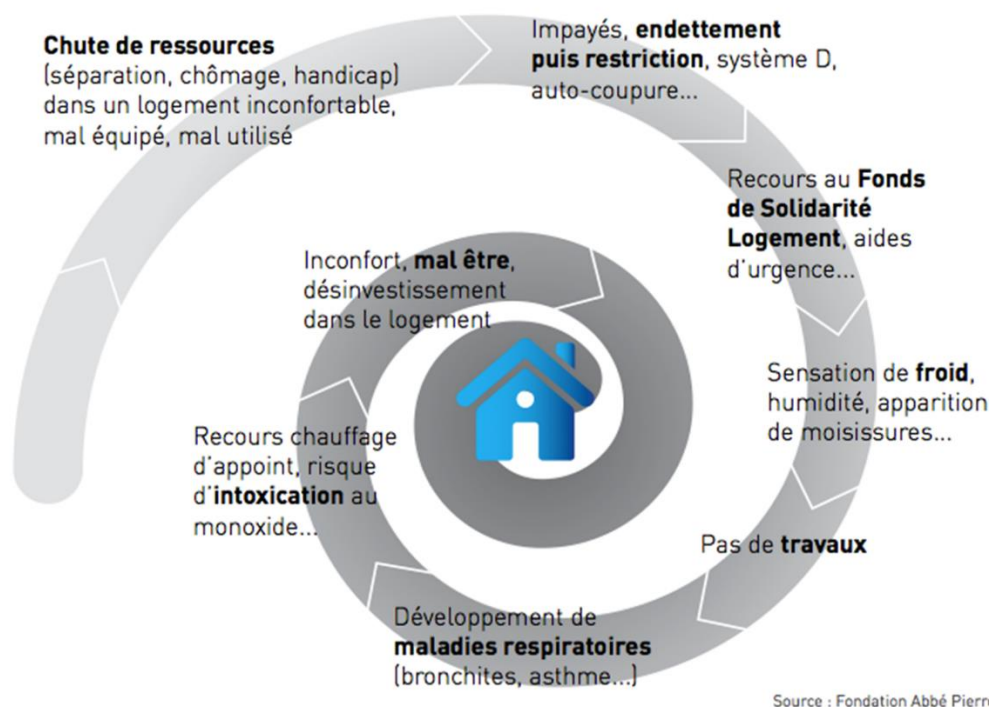 Chute de ressources
(séparation, chômage, handicap)
dans un logement inconfortable,
mal équipé, mal utilisé
Impayés, endettement
puis restriction, système D,
auto-coupure...
Recours au Fonds
de Solidarité
Logement, aides
d'urgence...
Sensation de froid,
humidité, apparition
de moisissures...
Pas de travaux
Développement de
maladies respiratoires
(bronchites, asthme...)
Recours chauffage
d'appoint, risque
d'intoxication au
monoxide...
Inconfort, mal être,
désinvestissement
dans le logement
Source : Fondation Abbé Pierre